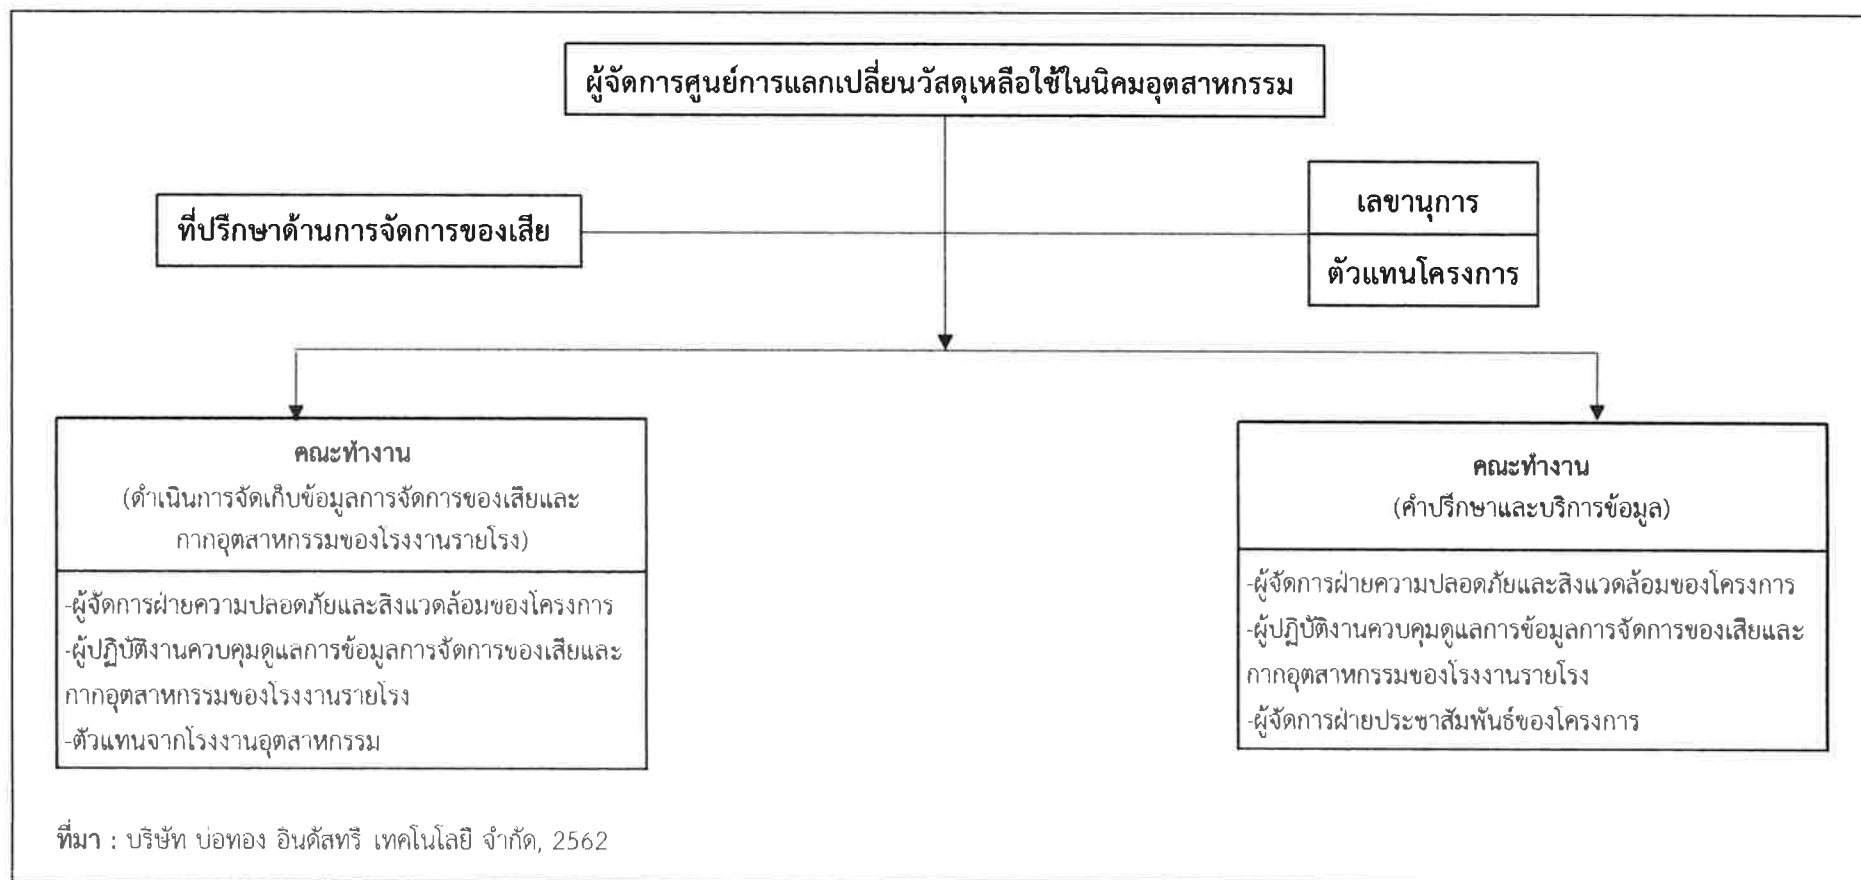 ผู้จัดการศูนย์การแลกเปลี่ยนวัสดุเหลือใช้ในนิคมอุตสาหกรรม
ที่ปรึกษาด้านการจัดการของเสีย
เลขานุการ
ตัวแทนโครงการ
คณะทำงาน
(ดำเนินการจัดเก็บข้อมูลการจัดการของเสียและ
กากอุตสาหกรรมของโรงงานรายโรง)
-ผู้จัดการฝ่ายความปลอดภัยและสิ่งแวดล้อมของโครงการ
-ผู้ปฏิบัติงานควบคุมดูแลการข้อมูลการจัดการของเสียและ
กากอุตสาหกรรมของโรงงานรายโรง
-ตัวแทนจากโรงงานอุตสาหกรรม
คณะทำงาน
(คำปรึกษาและบริการข้อมูล)
-ผู้จัดการฝ่ายความปลอดภัยและสิ่งแวดล้อมของโครงการ
-ผู้ปฏิบัติงานควบคุมดูแลการข้อมูลการจัดการของเสียและ
กากอุตสาหกรรมของโรงงานรายโรง
-ผู้จัดการฝ่ายประชาสัมพันธ์ของโครงการ
ที่มา : บริษัท บ่อทอง อินดัสทรี เทคโนโลยี จำกัด, 2562